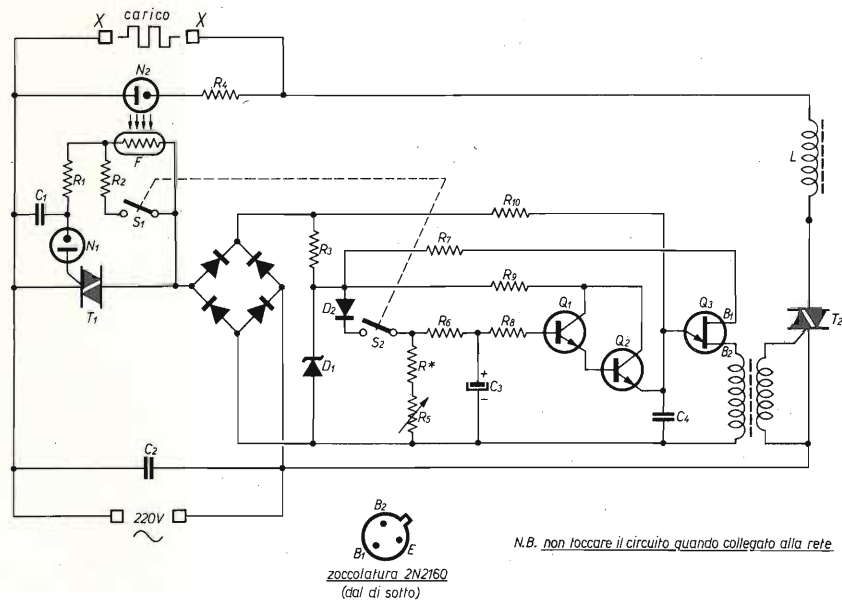 X carico X
N2
R4
F
R1
R2
C1
S1
N1
T1
L
R10
R3
R7
R9
D2
S2
R6
R8
Q1
Q2
Q3
B1
B2
T2
R*
R5
D1
+
C3
−
C4
C2
220V
B2
B1
E
zoccolatura 2N2160
(dal di sotto)
N.B. non toccare il circuito quando collegato alla rete